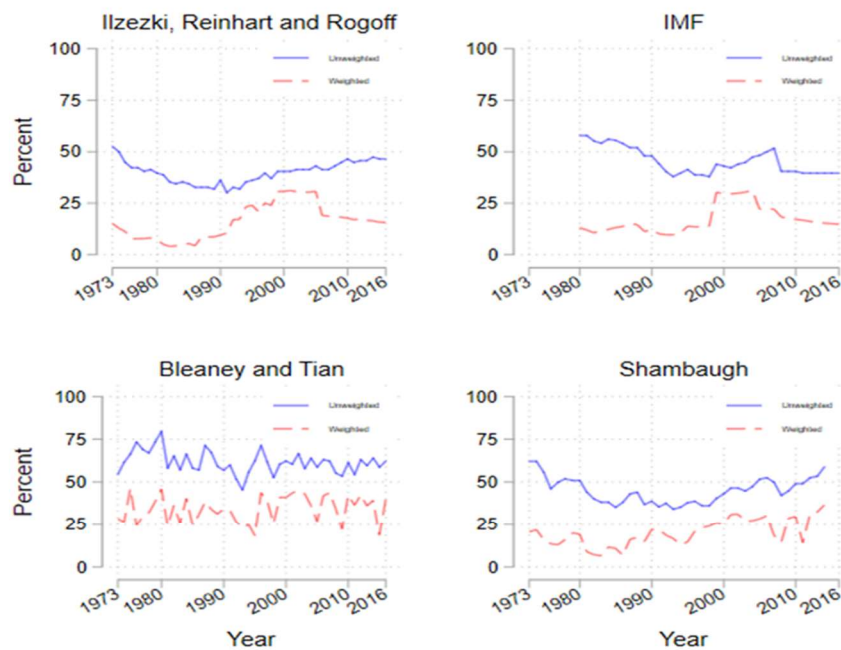 Ilzezki, Reinhart and Rogoff
Percent
100
75
50
25
0
Unweighted
Weighted
1973
1980
1990
2000
2010
2016
IMF
100
75
50
25
0
Unweighted
Weighted
1973
1980
1990
2000
2010
2016
Bleaney and Tian
Percent
100
75
50
25
0
Unweighted
Weighted
1973
1980
1990
2000
2010
2016
Year
Shambaugh
100
75
50
25
0
Unweighted
Weighted
1973
1980
1990
2000
2010
2016
Year